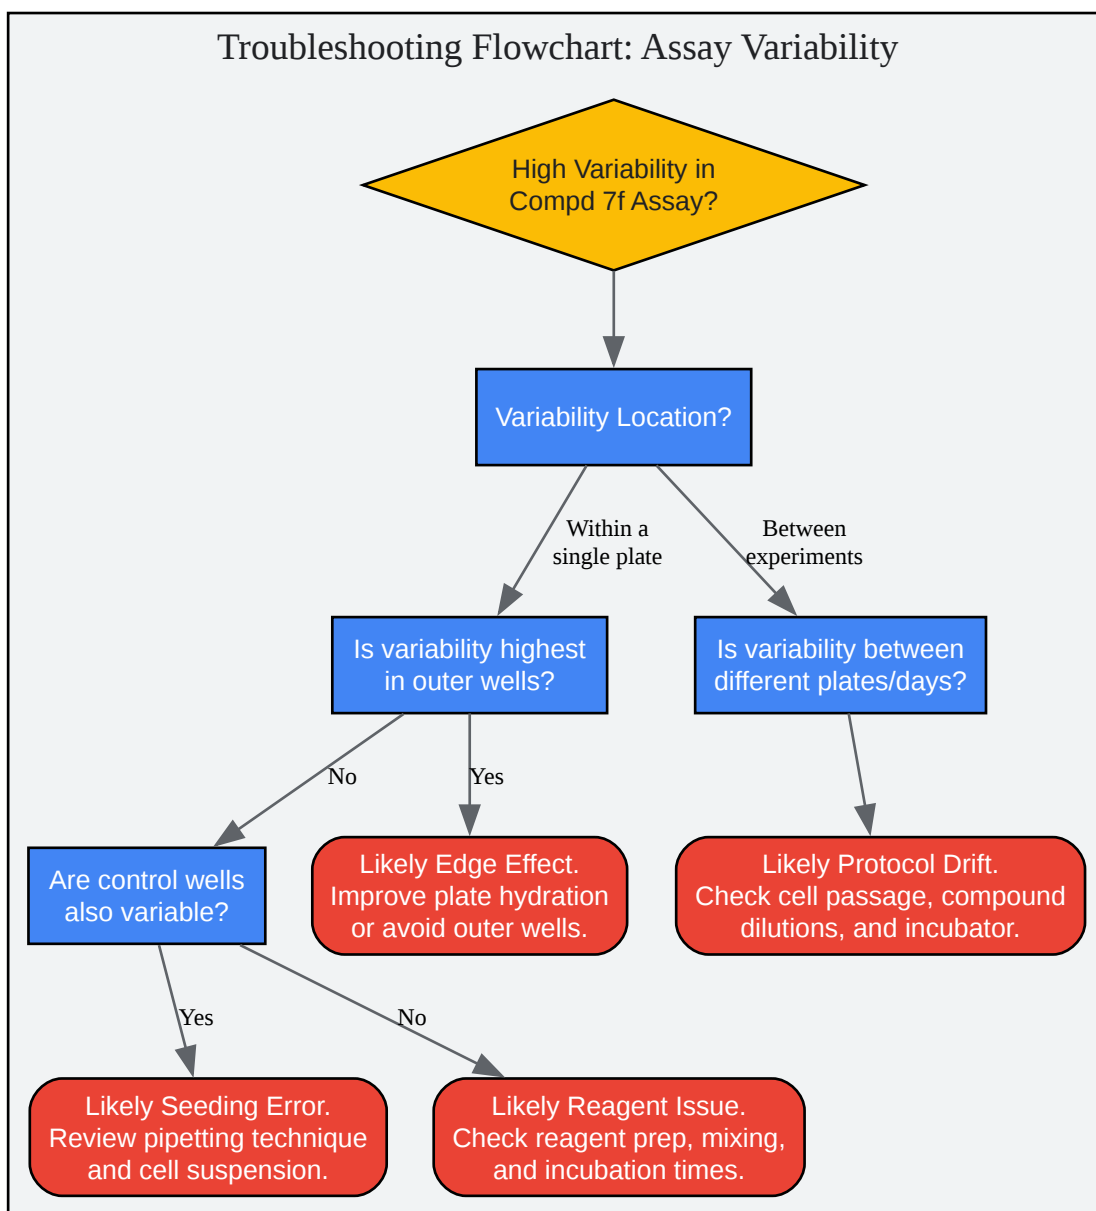 Troubleshooting Flowchart: Assay Variability
High Variability in
Compd 7f Assay?
Variability Location?
Within a
single plate
Between
experiments
Is variability highest
in outer wells?
Is variability between
different plates/days?
No
Yes
Are control wells
also variable?
Likely Edge Effect.
Improve plate hydration
or avoid outer wells.
Likely Protocol Drift.
Check cell passage, compound
dilutions, and incubator.
Yes
No
Likely Seeding Error.
Review pipetting technique
and cell suspension.
Likely Reagent Issue.
Check reagent prep, mixing,
and incubation times.